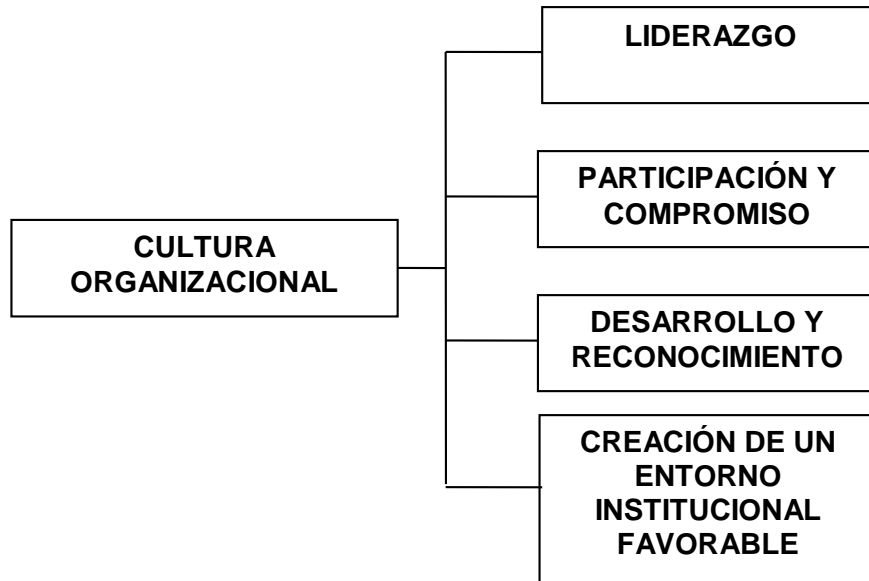 LIDERAZGO
PARTICIPACIÓN Y
COMPROMISO
CULTURA
ORGANIZACIONAL
DESARROLLO Y
RECONOCIMIENTO
CREACIÓN DE UN
ENTORNO
INSTITUCIONAL
FAVORABLE